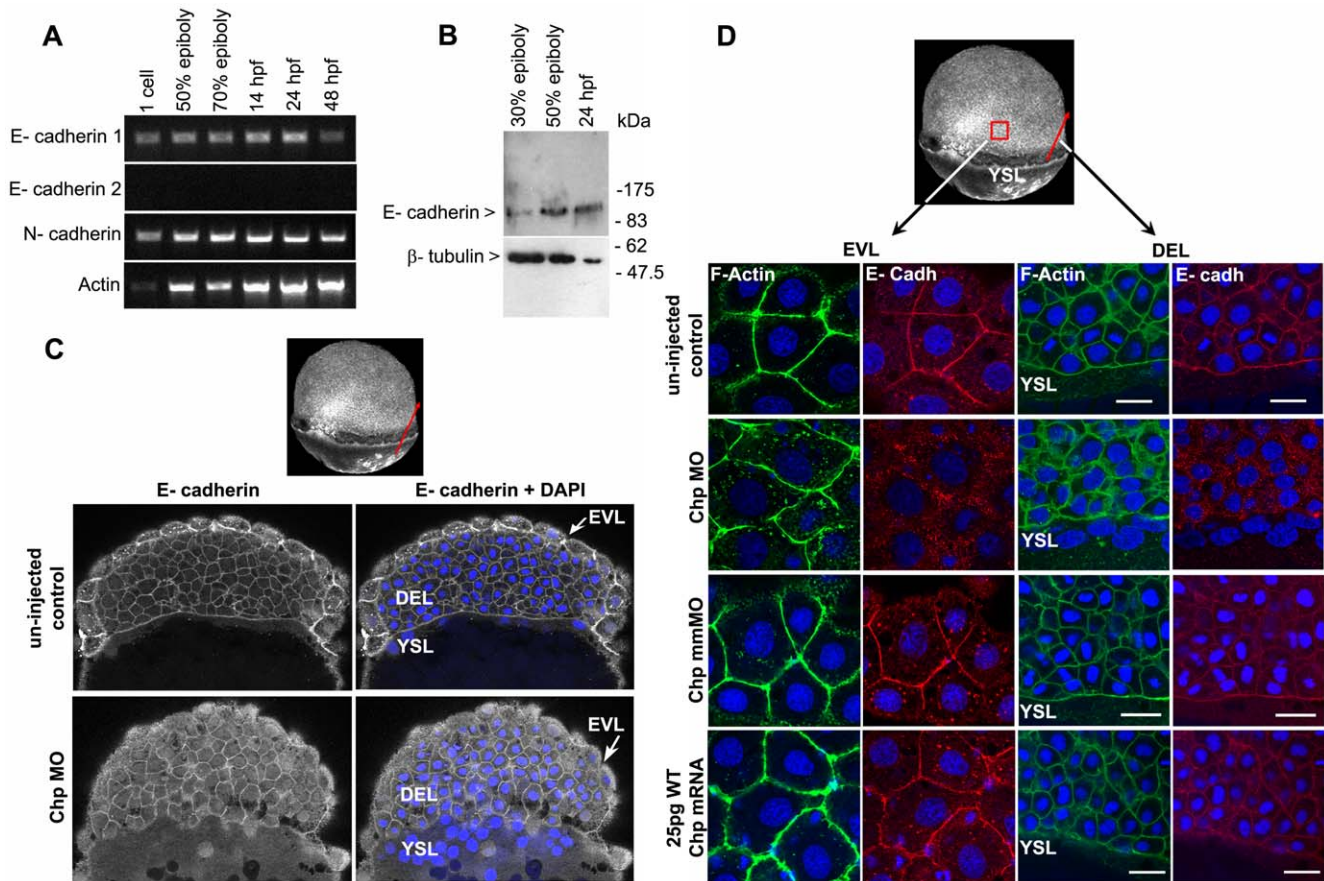 A
1 cell
50% epiboly
70% epiboly
14 hpf
24 hpf
48 hpf
E- cadherin 1
E- cadherin 2
N- cadherin
Actin
B
30% epiboly
50% epiboly
24 hpf
kDa
-175
E- cadherin >
- 83
- 62
β- tubulin >
- 47.5
C
E- cadherin
E- cadherin + DAPI
un-injected
control
EVL
DEL
YSL
Chp MO
EVL
DEL
YSL
D
YSL
EVL
DEL
F-Actin
E- Cadh
F-Actin
E- cadh
un-injected
control
YSL
Chp MO
YSL
Chp mmMO
YSL
25pg WT
Chp mRNA
YSL